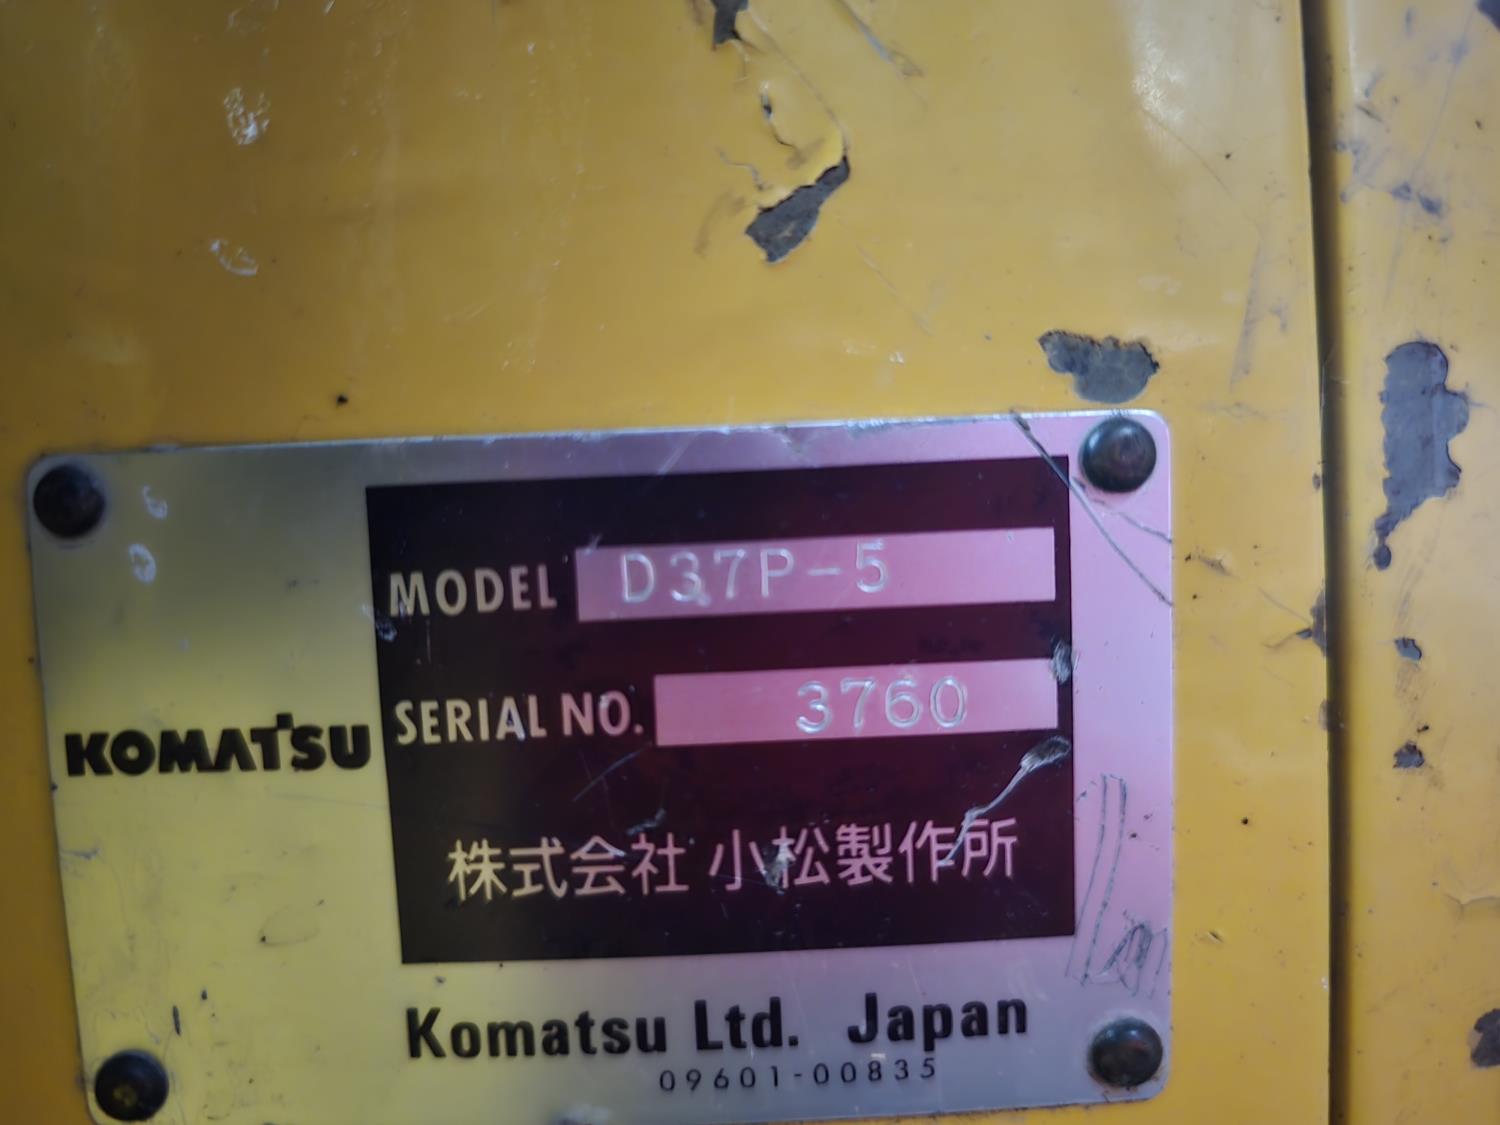 MODEL D37P-5
SERIAL NO. 3760
KOMATSU
株式会社 小松製作所
Komatsu Ltd. Japan
09601-00835